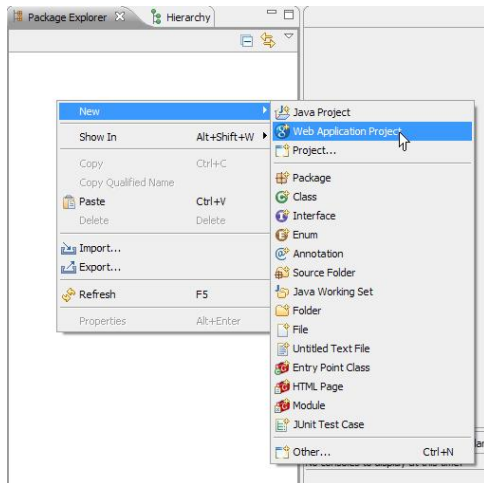 Package Explorer
Hierarchy
New
Show In Alt+Shift+W
Copy Ctrl+C
Copy Qualified Name
Paste Ctrl+V
Delete Delete
Import...
Export...
Refresh F5
Properties Alt+Enter
Java Project
Web Application Project
Project...
Package
Class
Interface
Enum
Annotation
Source Folder
Java Working Set
Folder
File
Untitled Text File
Entry Point Class
HTML Page
Module
JUnit Test Case
Other... Ctrl+N